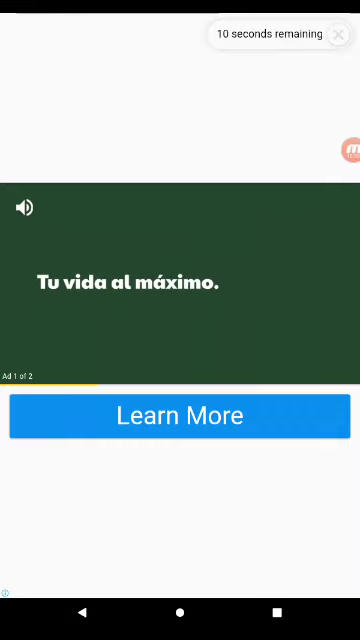 10 seconds remaining
Tu vida al máximo.
Ad 1 of 2
Learn More